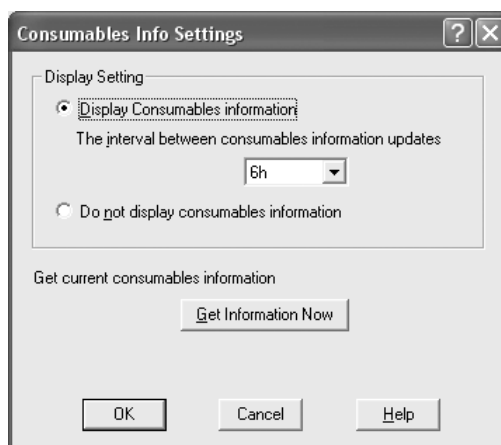 Consumables Info Settings
Display Setting
Display Consumables information
The interval between consumables information updates
6h
Do not display consumables information
Get current consumables information
Get Information Now
OK Cancel Help